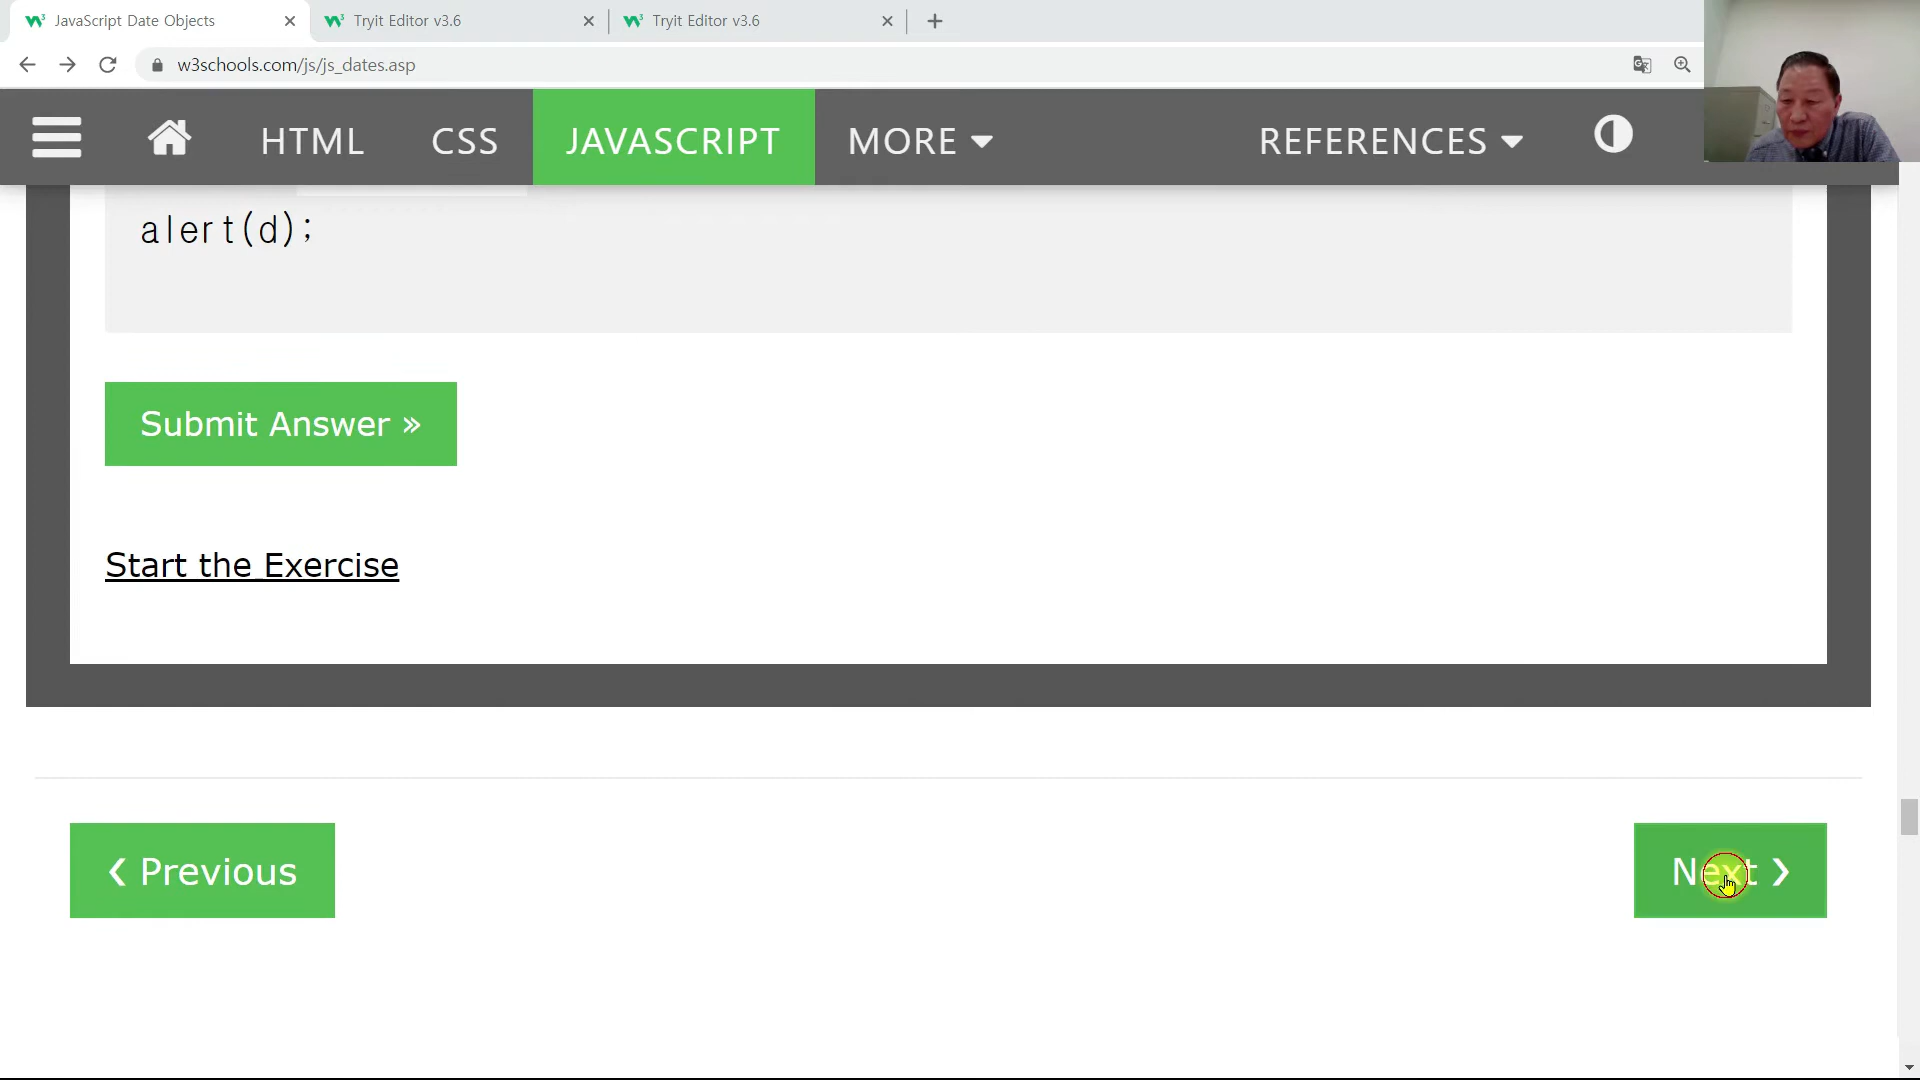 JavaScript Date Objects
Tryit Editor v3.6
Tryit Editor v3.6
w3schools.com/js/js_dates.asp
HTML
CSS
JAVASCRIPT
MORE
REFERENCES
alert(d);
Submit Answer »
Start the Exercise
❮ Previous
Next ❯